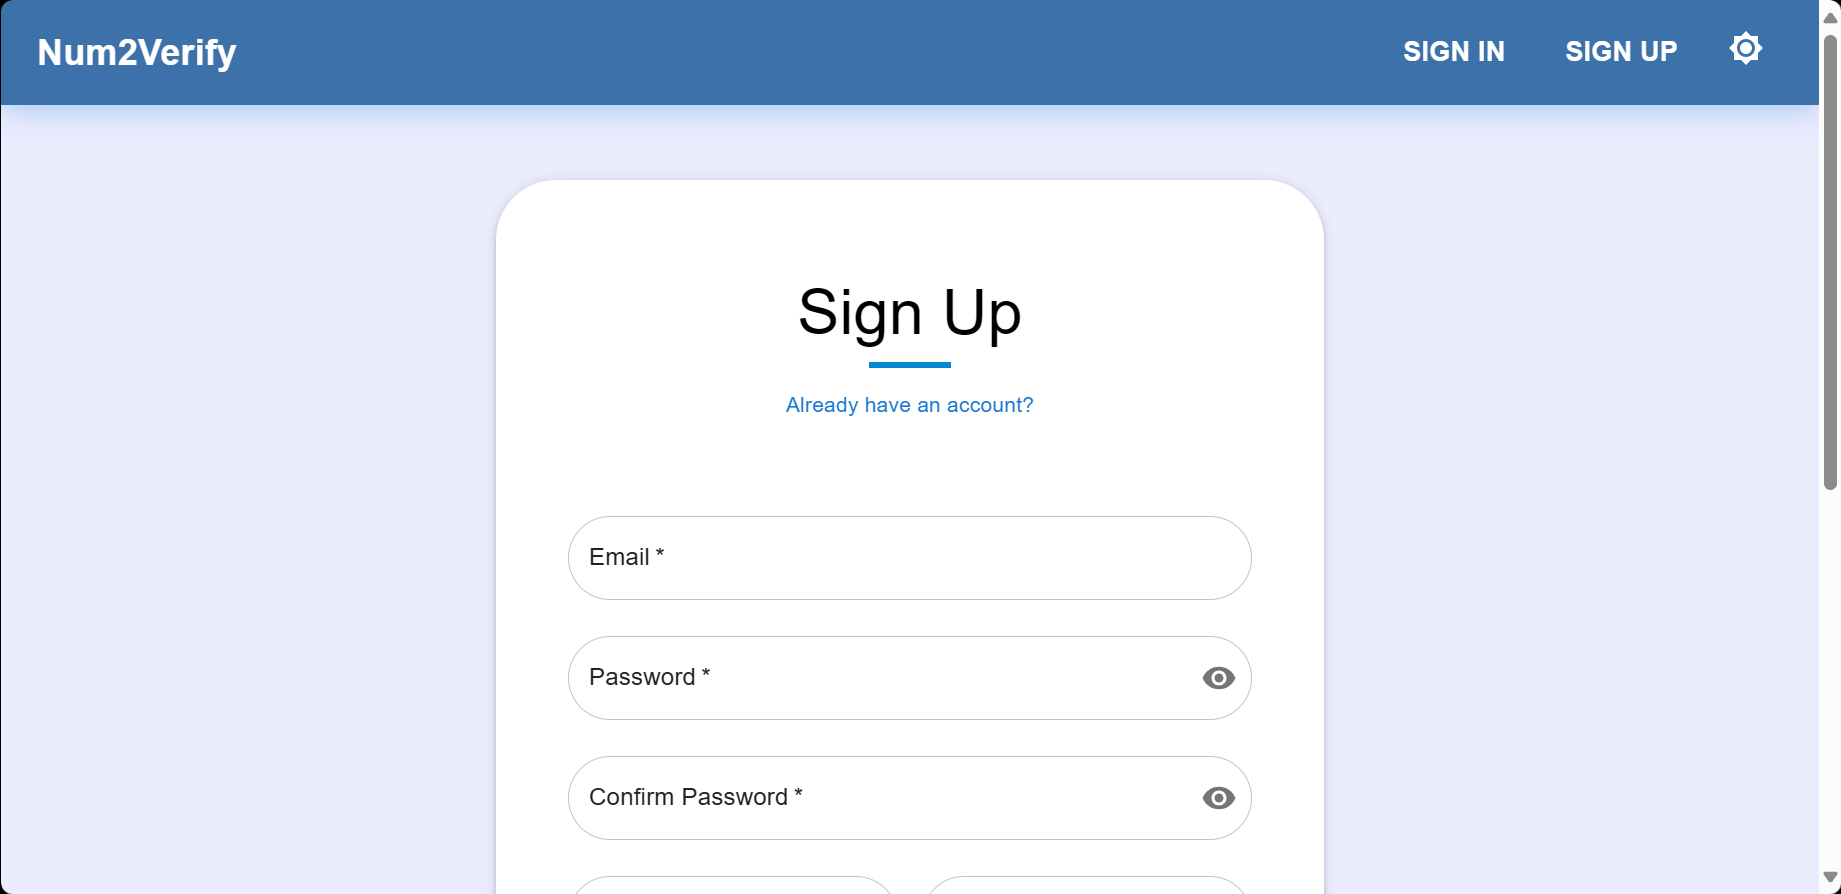 Num2Verify
SIGN IN
SIGN UP
Sign Up
Already have an account?
Email *
Password *
Confirm Password *